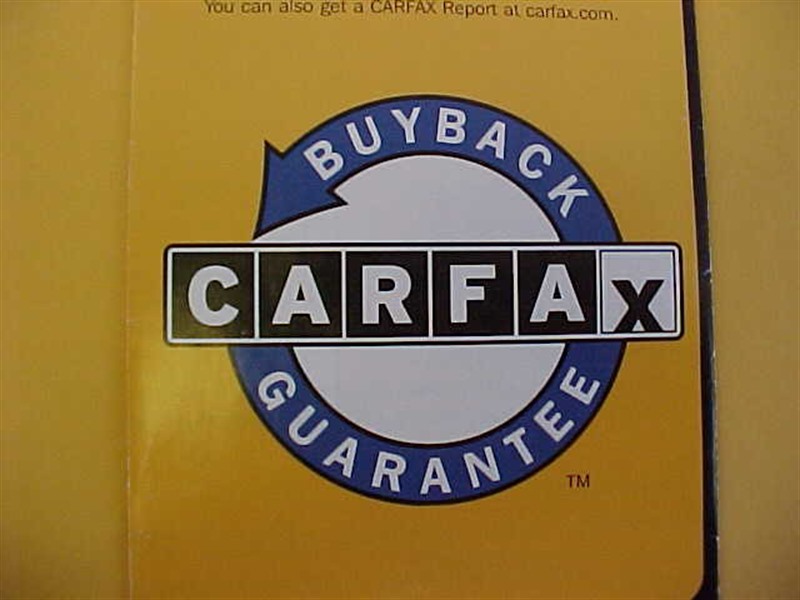 You can also get a CARFAX Report at carfax.com.
BUYBACK
CARFAX
GUARANTEE
TM